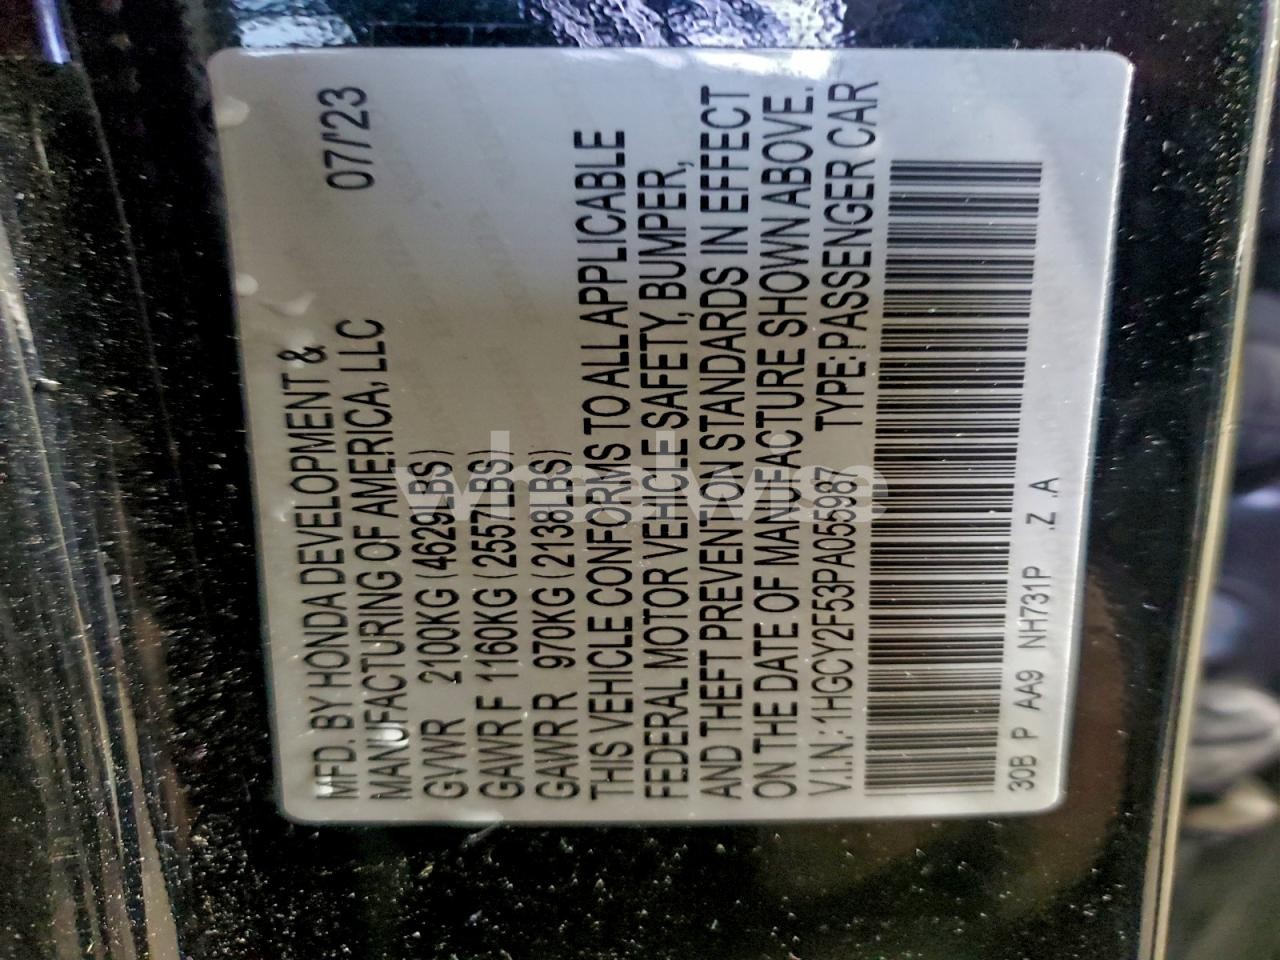 MFD. BY HONDA DEVELOPMENT &
MANUFACTURING OF AMERICA, LLC 07/'23
GVWR 2100KG (4629LBS)
GAWR F 1160KG (2557LBS)
GAWR R 970KG (2138LBS)
THIS VEHICLE CONFORMS TO ALL APPLICABLE
FEDERAL MOTOR VEHICLE SAFETY, BUMPER,
AND THEFT PREVENTION STANDARDS IN EFFECT
ON THE DATE OF MANUFACTURE SHOWN ABOVE.
V.I.N.: 1HGCY2F53PA055987 TYPE: PASSENGER CAR
30B P AA9 NH731P .Z .A
wheelwise